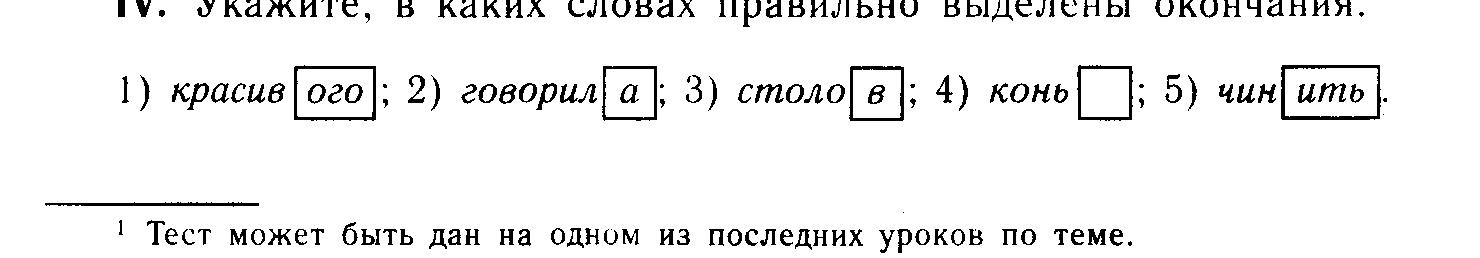 IV. Укажите, в каких словах правильно выделены окончания.
1) красив ого; 2) говорил а; 3) столо в; 4) конь ; 5) чин ить.
1 Тест может быть дан на одном из последних уроков по теме.